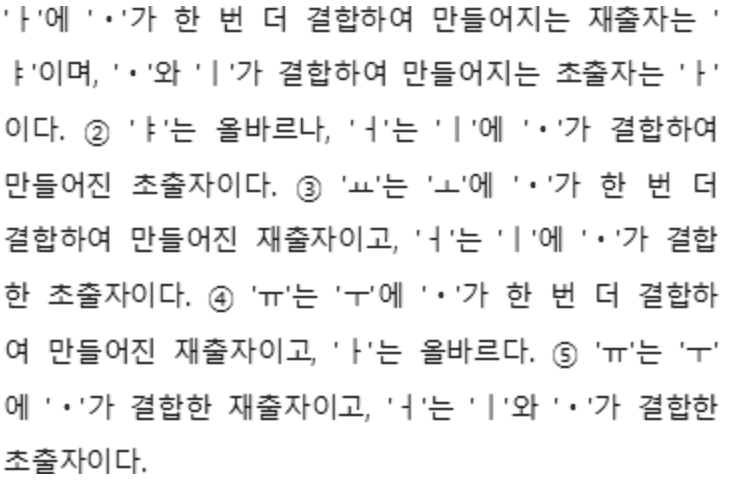 'ㅏ'에 'ㆍ'가 한 번 더 결합하여 만들어지는 재출자는 '
ㅑ'이며, 'ㆍ'와 'ㅣ'가 결합하여 만들어지는 초출자는 'ㅏ'
이다. ② 'ㅑ'는 올바르나, 'ㅓ'는 'ㅣ'에 'ㆍ'가 결합하여
만들어진 초출자이다. ③ 'ㅛ'는 'ㅗ'에 'ㆍ'가 한 번 더
결합하여 만들어진 재출자이고, 'ㅓ'는 'ㅣ'에 'ㆍ'가 결합
한 초출자이다. ④ 'ㅠ'는 'ㅜ'에 'ㆍ'가 한 번 더 결합하
여 만들어진 재출자이고, 'ㅏ'는 올바르다. ⑤ 'ㅠ'는 'ㅜ'
에 'ㆍ'가 결합한 재출자이고, 'ㅓ'는 'ㅣ'와 'ㆍ'가 결합한
초출자이다.